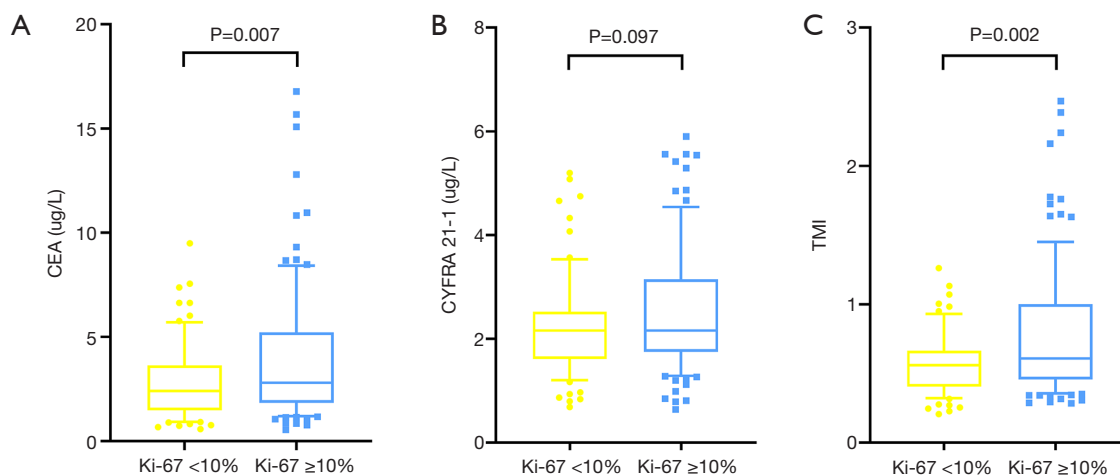 A
P=0.007
CEA (ug/L)
20
15
10
5
0
Ki-67 <10%
Ki-67 ≥10%
B
P=0.097
CYFRA 21-1 (ug/L)
8
6
4
2
0
Ki-67 <10%
Ki-67 ≥10%
C
P=0.002
TMI
3
2
1
0
Ki-67 <10%
Ki-67 ≥10%